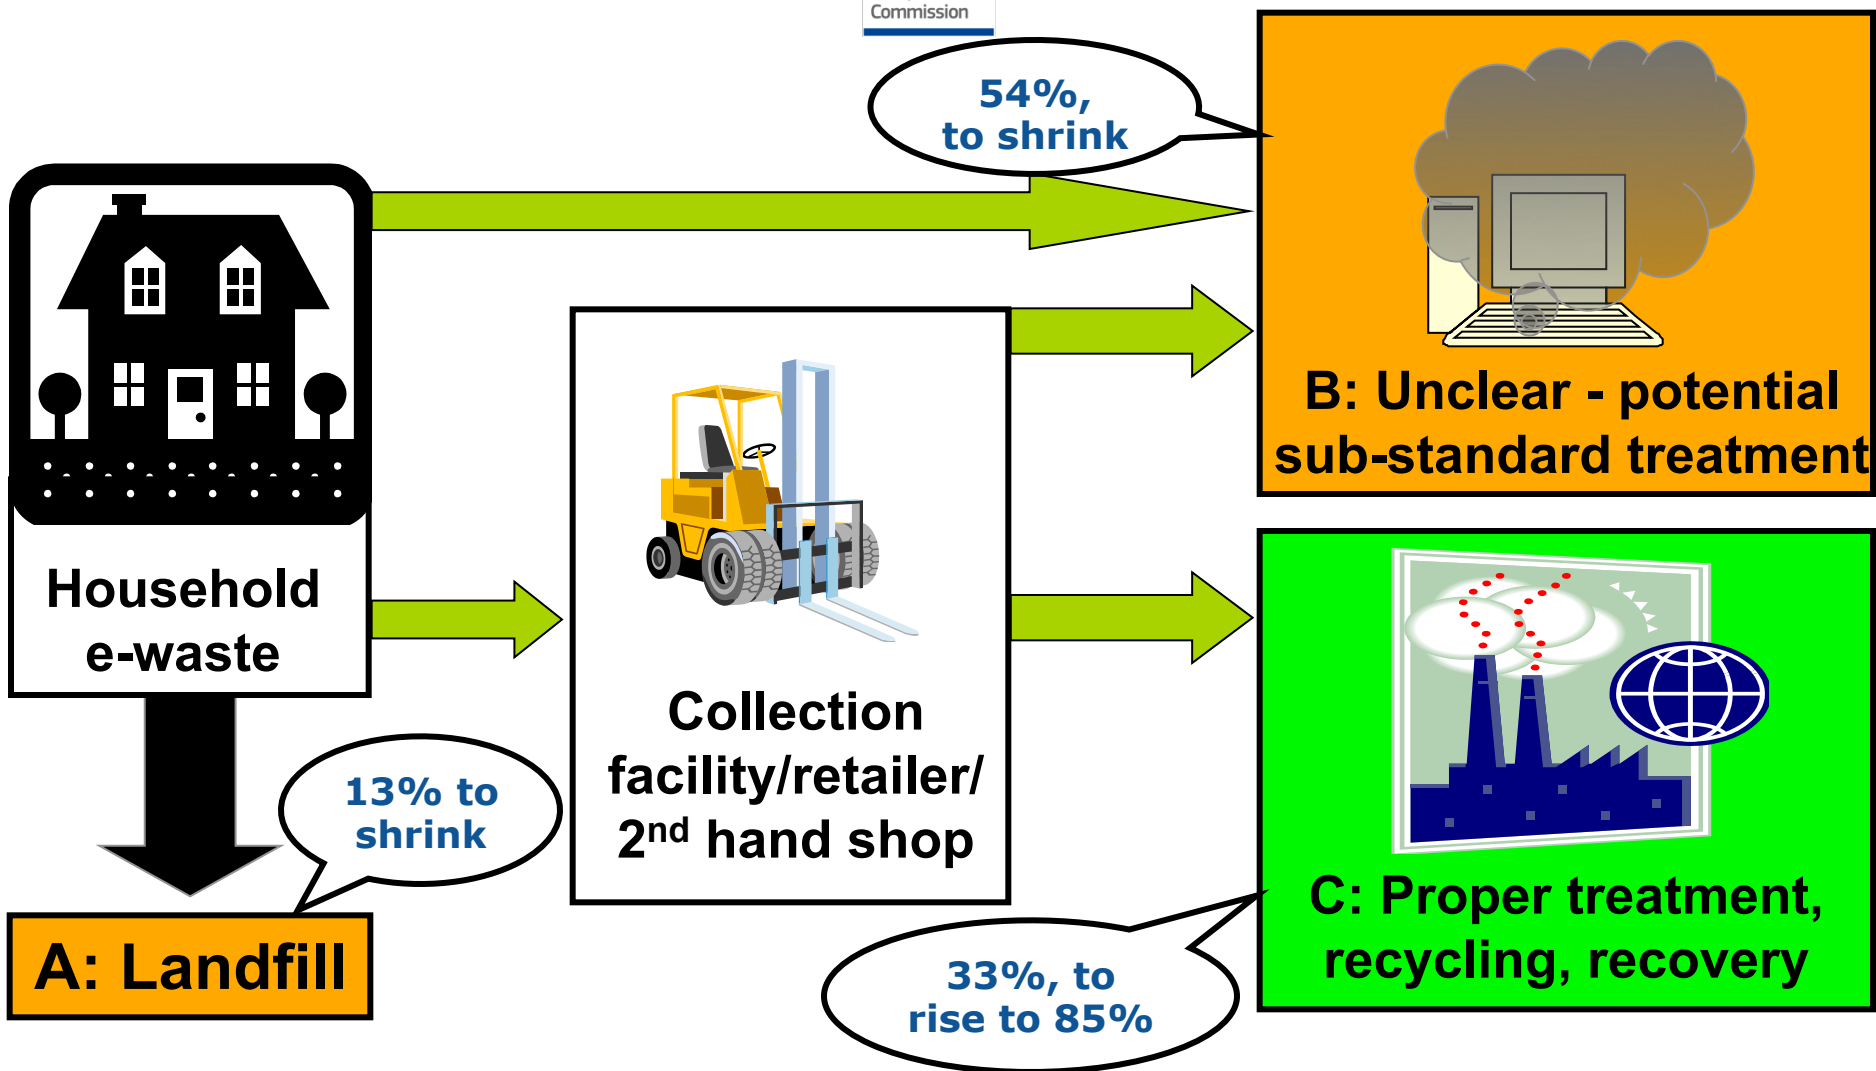 Commission
54%,
to shrink
B: Unclear - potential
sub-standard treatment
Household
e-waste
Collection
facility/retailer/
2nd hand shop
13% to
shrink
A: Landfill
C: Proper treatment,
recycling, recovery
33%, to
rise to 85%